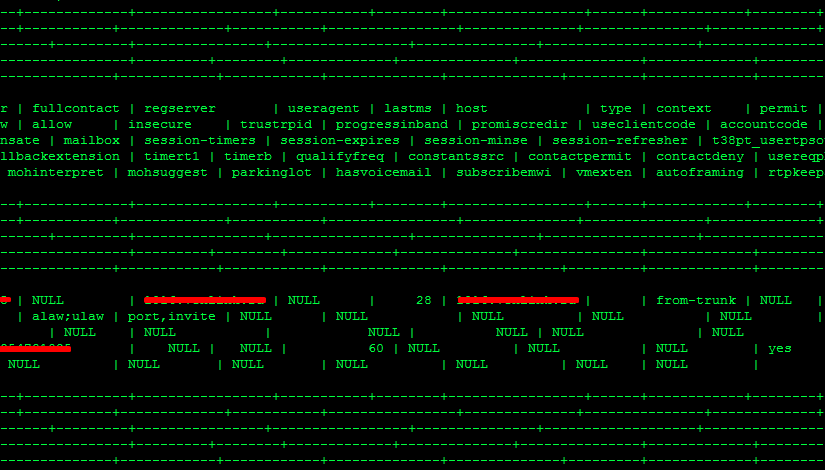 r | fullcontact | regserver | useragent | lastms | host | type | context | permit |
w | allow | insecure | trustrpid | progressinband | promiscredir | useclientcode | accountcode |
nsate | mailbox | session-timers | session-expires | session-minse | session-refresher | t38pt_usertpso
llbackextension | timert1 | timerb | qualifyfreq | constantssrc | contactpermit | contactdeny | usereqp
mohinterpret | mohsuggest | parkinglot | hasvoicemail | subscribemwi | vmexten | autoframing | rtpkeep
| NULL | | NULL | 28 | | | from-trunk | NULL |
| alaw;ulaw | port,invite | NULL | NULL | NULL | NULL | NULL |
| NULL | NULL | NULL | NULL | NULL | NULL
| NULL | NULL | 60 | NULL | NULL | NULL | yes
NULL | NULL | NULL | NULL | NULL | NULL | NULL |